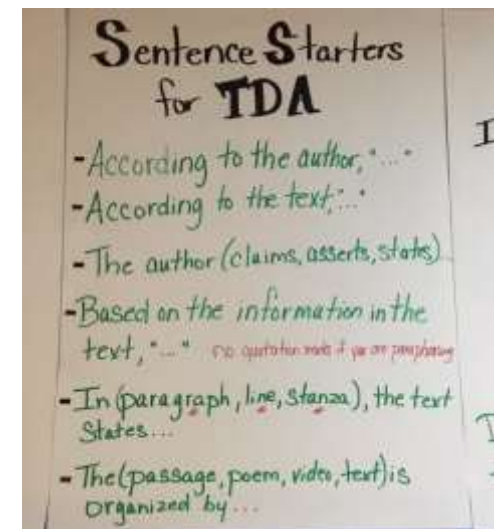 Sentence Starters
for TDA
- According to the author, "..."
- According to the text, "..."
- The author (claims, asserts, states)
- Based on the information in the
text, "..." no quotation marks if you are paraphrasing
- In (paragraph, line, stanza), the text
States...
- The (passage, poem, video, text) is
organized by...